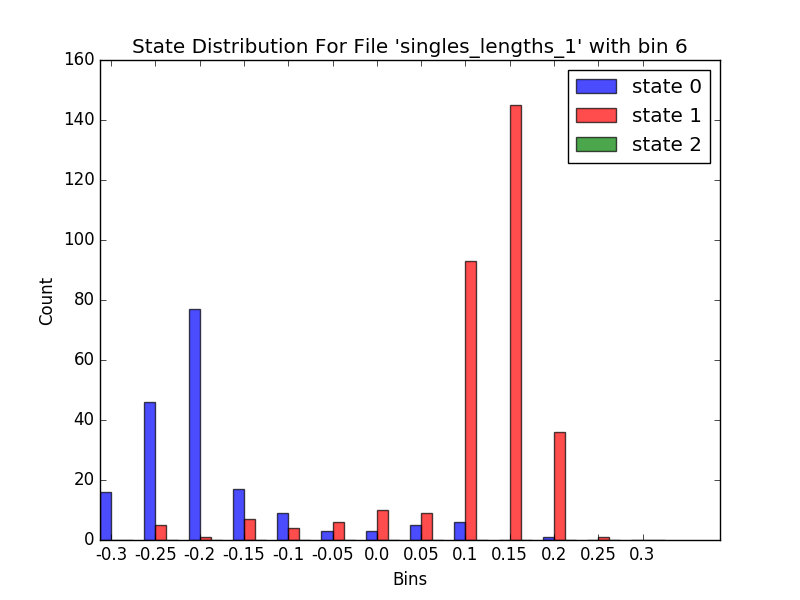 State Distribution For File 'singles_lengths_1' with bin 6
160
140
120
100
80
60
40
20
0
Count
state 0
state 1
state 2
-0.3 -0.25 -0.2 -0.15 -0.1 -0.05 0.0 0.05 0.1 0.15 0.2 0.25 0.3
Bins